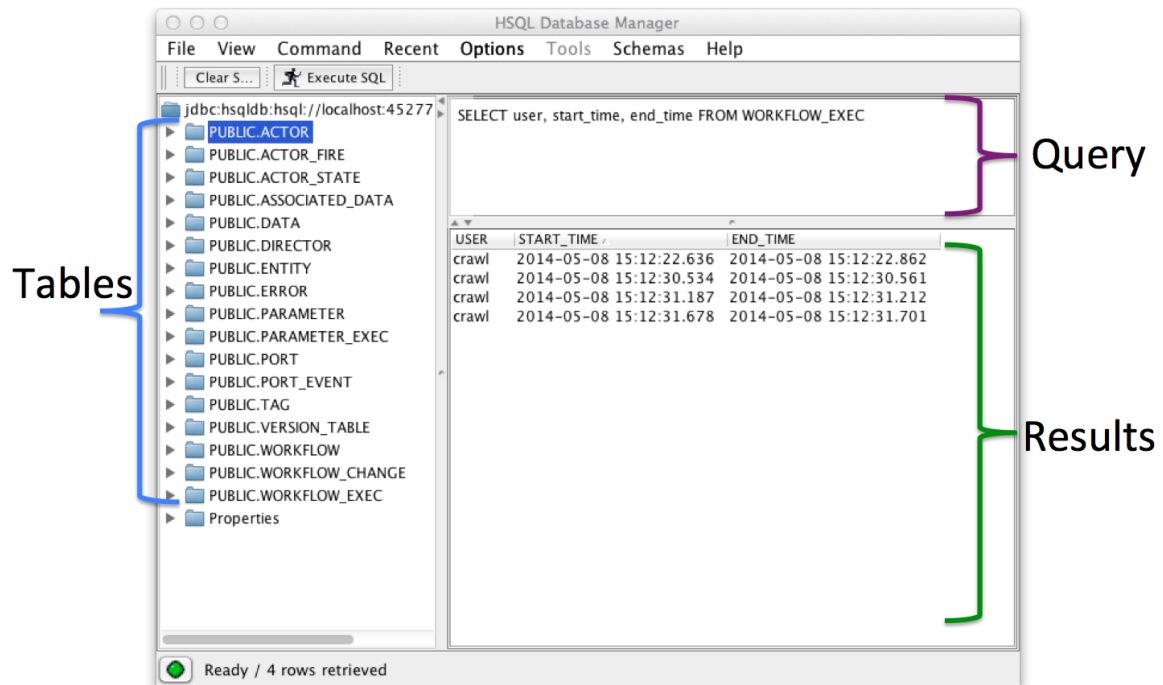 HSQL Database Manager
File View Command Recent Options Tools Schemas Help
Clear S... Execute SQL
jdbc:hsqldb:hsql://localhost:45277
PUBLIC.ACTOR
PUBLIC.ACTOR_FIRE
PUBLIC.ACTOR_STATE
PUBLIC.ASSOCIATED_DATA
PUBLIC.DATA
PUBLIC.DIRECTOR
PUBLIC.ENTITY
PUBLIC.ERROR
PUBLIC.PARAMETER
PUBLIC.PARAMETER_EXEC
PUBLIC.PORT
PUBLIC.PORT_EVENT
PUBLIC.TAG
PUBLIC.VERSION_TABLE
PUBLIC.WORKFLOW
PUBLIC.WORKFLOW_CHANGE
PUBLIC.WORKFLOW_EXEC
Properties
Tables
SELECT user, start_time, end_time FROM WORKFLOW_EXEC
Query
USER START_TIME END_TIME
crawl 2014-05-08 15:12:22.636 2014-05-08 15:12:22.862
crawl 2014-05-08 15:12:30.534 2014-05-08 15:12:30.561
crawl 2014-05-08 15:12:31.187 2014-05-08 15:12:31.212
crawl 2014-05-08 15:12:31.678 2014-05-08 15:12:31.701
Results
Ready / 4 rows retrieved